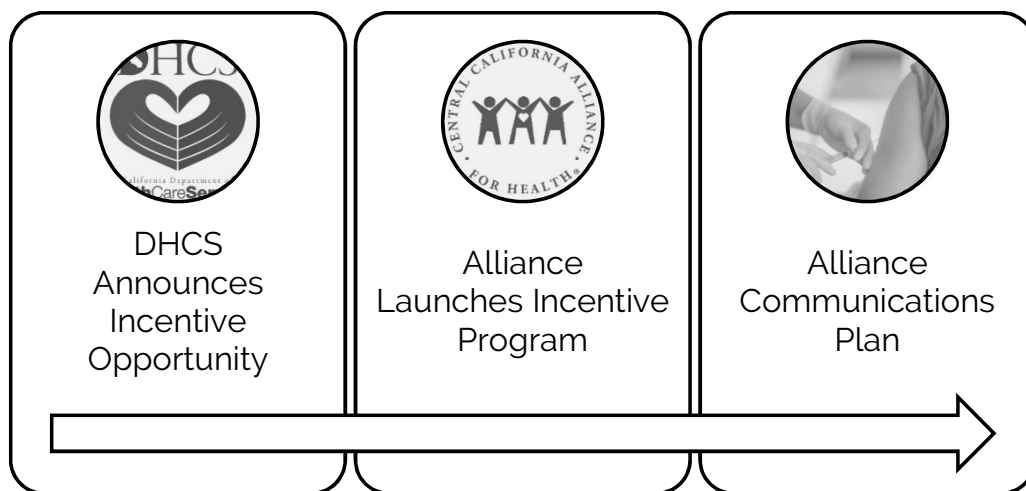 DHCS
California Department of
CareSer
DHCS
Announces
Incentive
Opportunity
CENTRAL CALIFORNIA ALLIANCE
FOR HEALTH®
Alliance
Launches Incentive
Program
Alliance
Communications
Plan